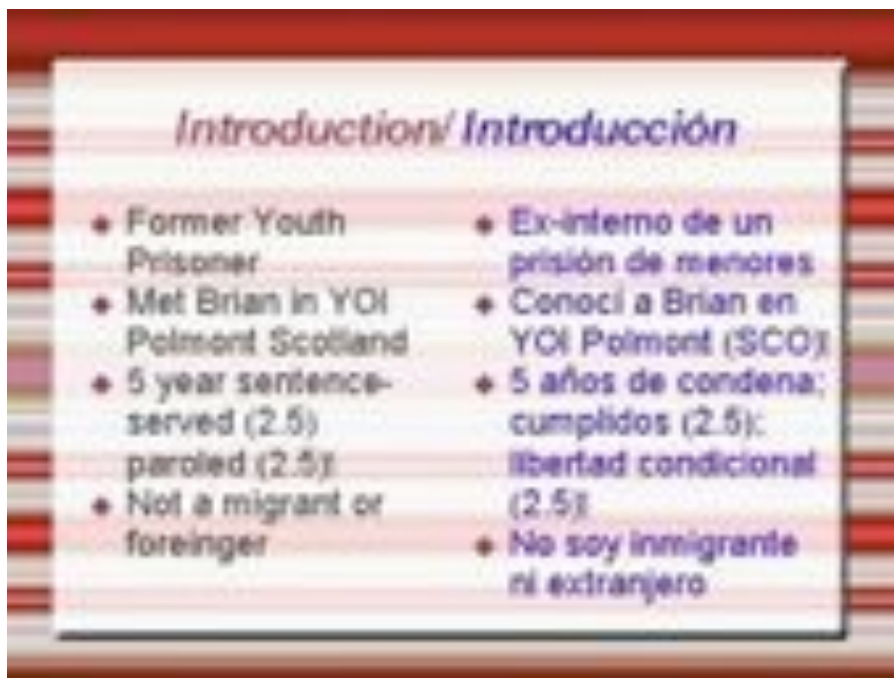 Introduction/ Introducción
Former Youth
Prisoner
Met Brian in YOI
Polmont Scotland
5 year sentence-
served (2.5)
paroled (2.5)
Not a migrant or
foreinger
Ex-interno de un
prisión de menores
Conocí a Brian en
YOI Polmont (SCO)
5 años de condena;
cumplidos (2.5);
libertad condicional
(2.5)
No soy inmigrante
ni extranjero